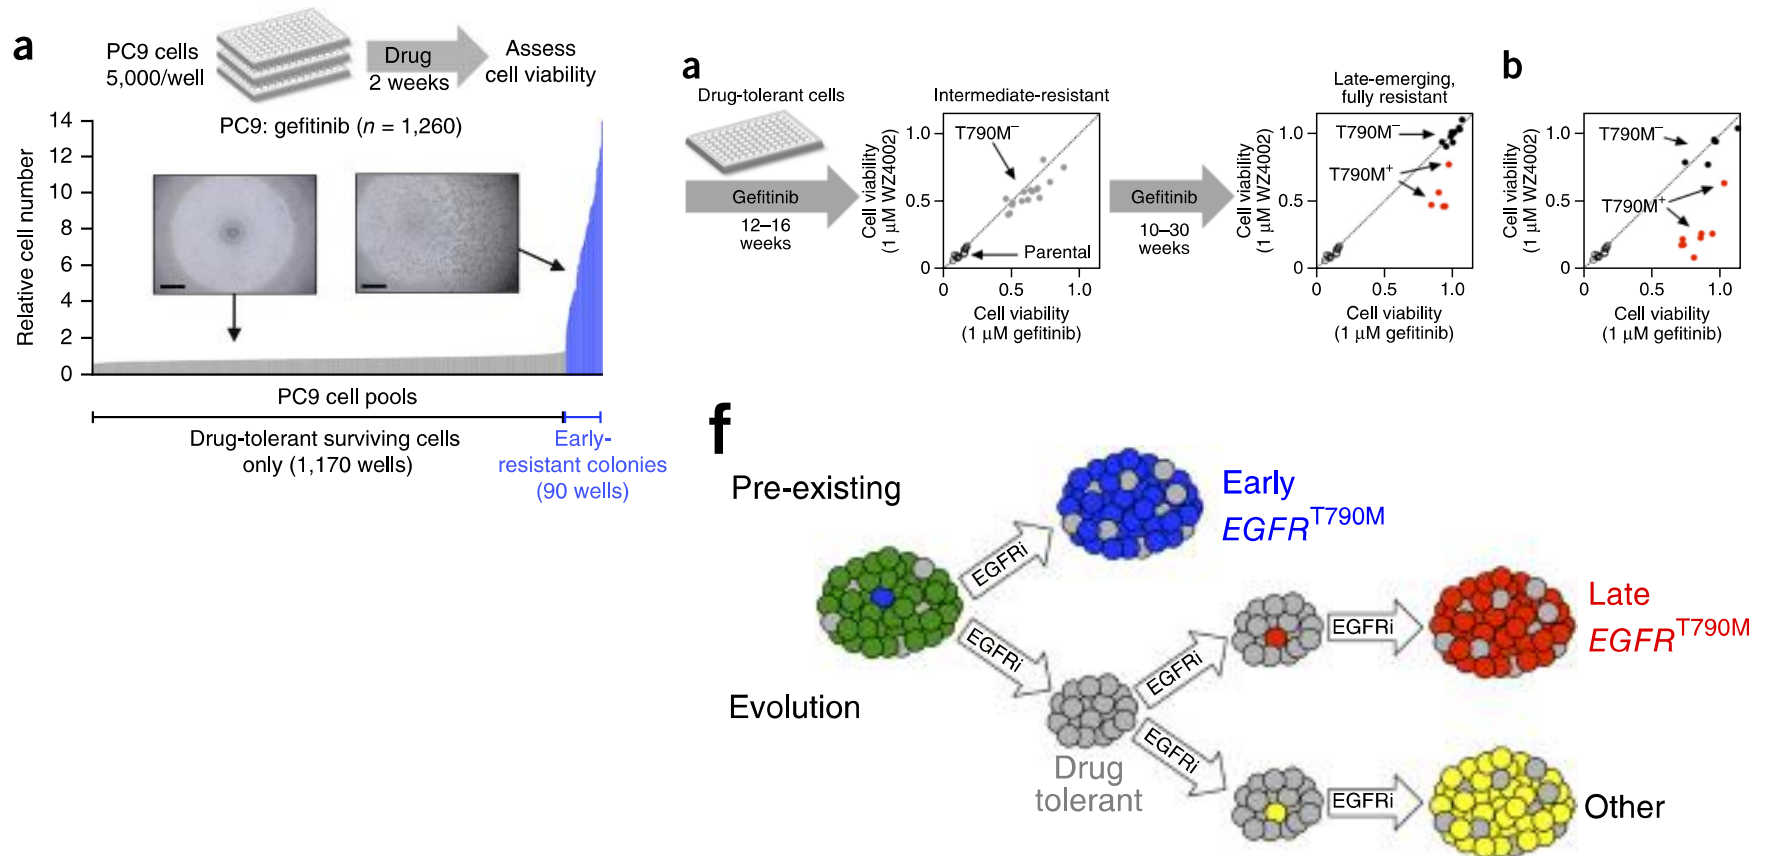 a
PC9 cells
5,000/well
Drug
2 weeks
Assess
cell viability
PC9: gefitinib (n = 1,260)
Relative cell number
14
12
10
8
6
4
2
0
PC9 cell pools
Drug-tolerant surviving cells
only (1,170 wells)
Early-
resistant colonies
(90 wells)
a
Drug-tolerant cells
Gefitinib
12–16
weeks
Intermediate-resistant
Cell viability
(1 μM WZ4002)
1.0
0.5
0
T790M⁻
Parental
0
0.5
1.0
Cell viability
(1 μM gefitinib)
Gefitinib
10–30
weeks
Late-emerging,
fully resistant
Cell viability
(1 μM WZ4002)
1.0
0.5
0
T790M⁻
T790M⁺
0
0.5
1.0
Cell viability
(1 μM gefitinib)
b
Cell viability
(1 μM WZ4002)
1.0
0.5
0
T790M⁻
T790M⁺
0
0.5
1.0
Cell viability
(1 μM gefitinib)
f
Pre-existing
EGFRi
Early
EGFR^T790M
Evolution
EGFRi
Drug
tolerant
EGFRi
EGFRi
Late
EGFR^T790M
EGFRi
EGFRi
Other